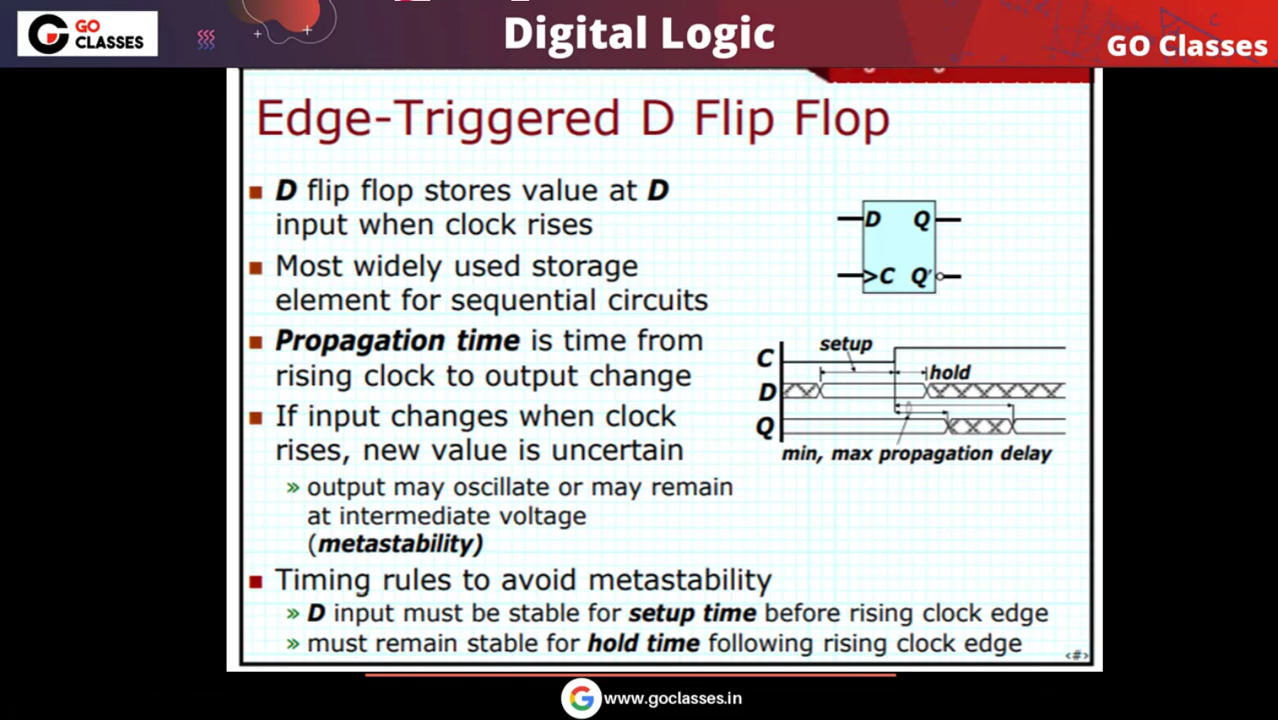 GO
CLASSES
Digital Logic
GO Classes
Edge-Triggered D Flip Flop
D flip flop stores value at D
input when clock rises
Most widely used storage
element for sequential circuits
Propagation time is time from
rising clock to output change
If input changes when clock
rises, new value is uncertain
» output may oscillate or may remain
at intermediate voltage
(metastability)
Timing rules to avoid metastability
» D input must be stable for setup time before rising clock edge
» must remain stable for hold time following rising clock edge
D Q
>C Q'
setup
C
hold
D
Q
min, max propagation delay
<#>
www.goclasses.in